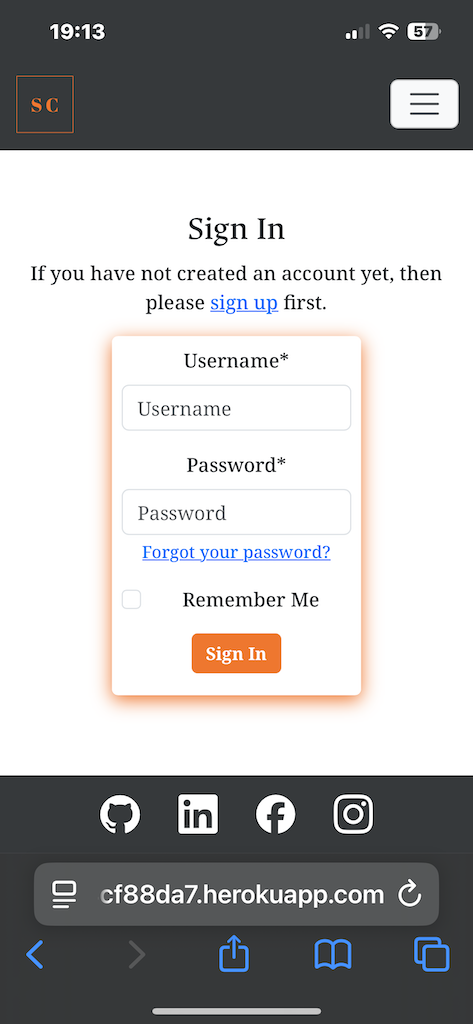 19:13
57
SC
Sign In
If you have not created an account yet, then
please sign up first.
Username*
Username
Password*
Password
Forgot your password?
Remember Me
Sign In
in
cf88da7.herokuapp.com